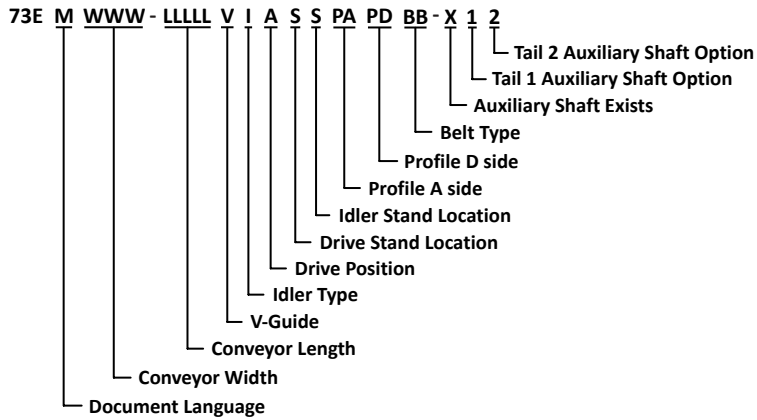 73E M WWW - LLLLL V I A S S PA PD BB - X 1 2
Tail 2 Auxiliary Shaft Option
Tail 1 Auxiliary Shaft Option
Auxiliary Shaft Exists
Belt Type
Profile D side
Profile A side
Idler Stand Location
Drive Stand Location
Drive Position
Idler Type
V-Guide
Conveyor Length
Conveyor Width
Document Language